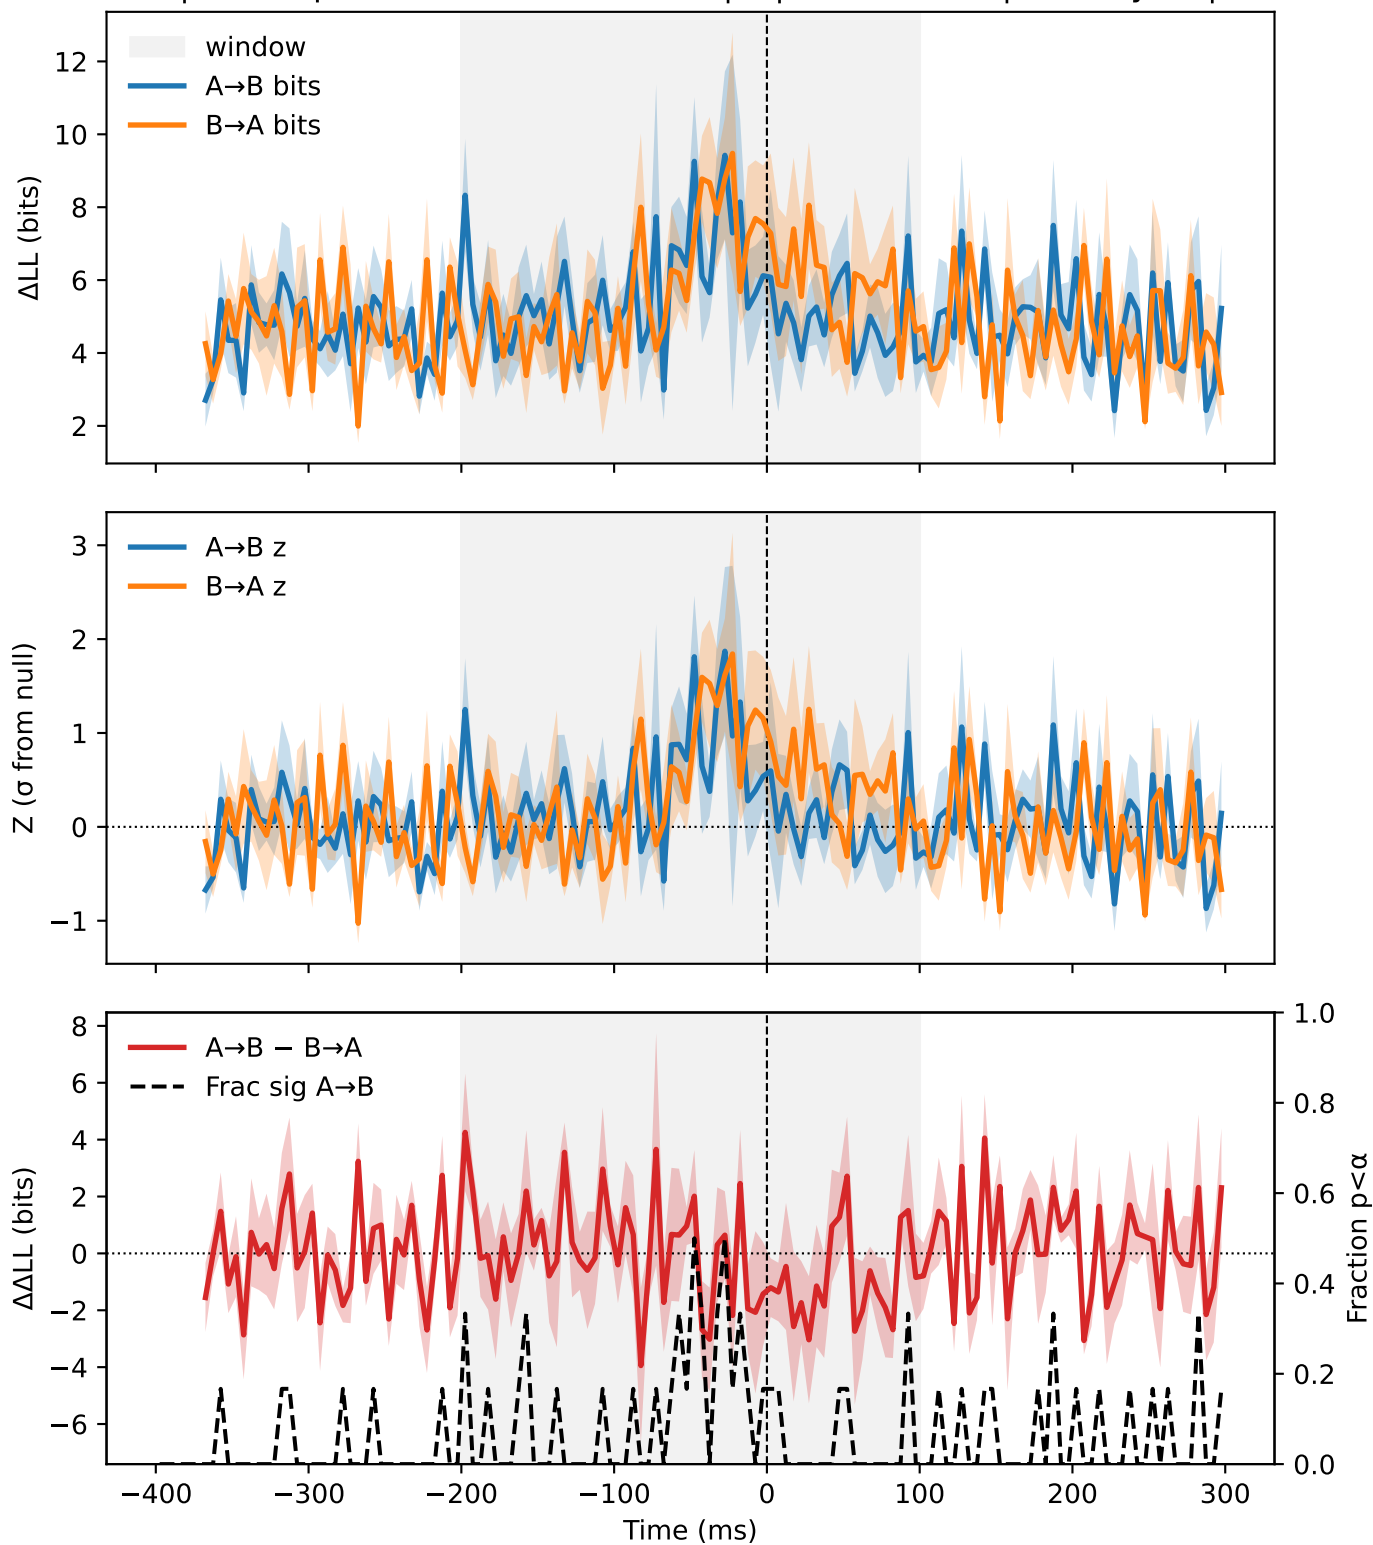 window
A→B bits
B→A bits
ΔLL (bits)
12
10
8
6
4
2
A→B z
B→A z
Z (σ from null)
3
2
1
0
−1
A→B − B→A
Frac sig A→B
ΔΔLL (bits)
8
6
4
2
0
−2
−4
−6
1.0
0.8
0.6
0.4
0.2
0.0
Fraction p<α
−400
−300
−200
−100
0
100
200
300
Time (ms)